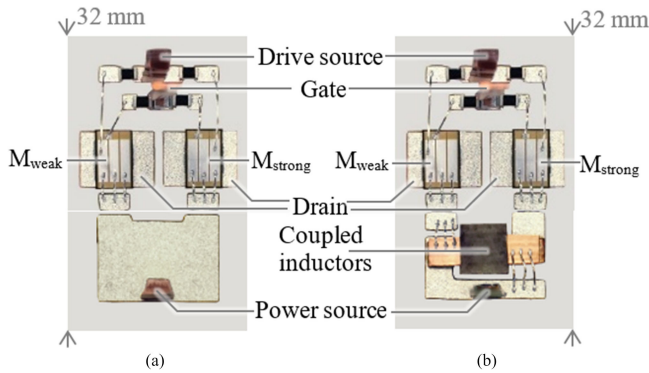 32 mm
32 mm
Drive source
Gate
Mweak
Mstrong
Mweak
Mstrong
Drain
Coupled
inductors
Power source
(a)
(b)